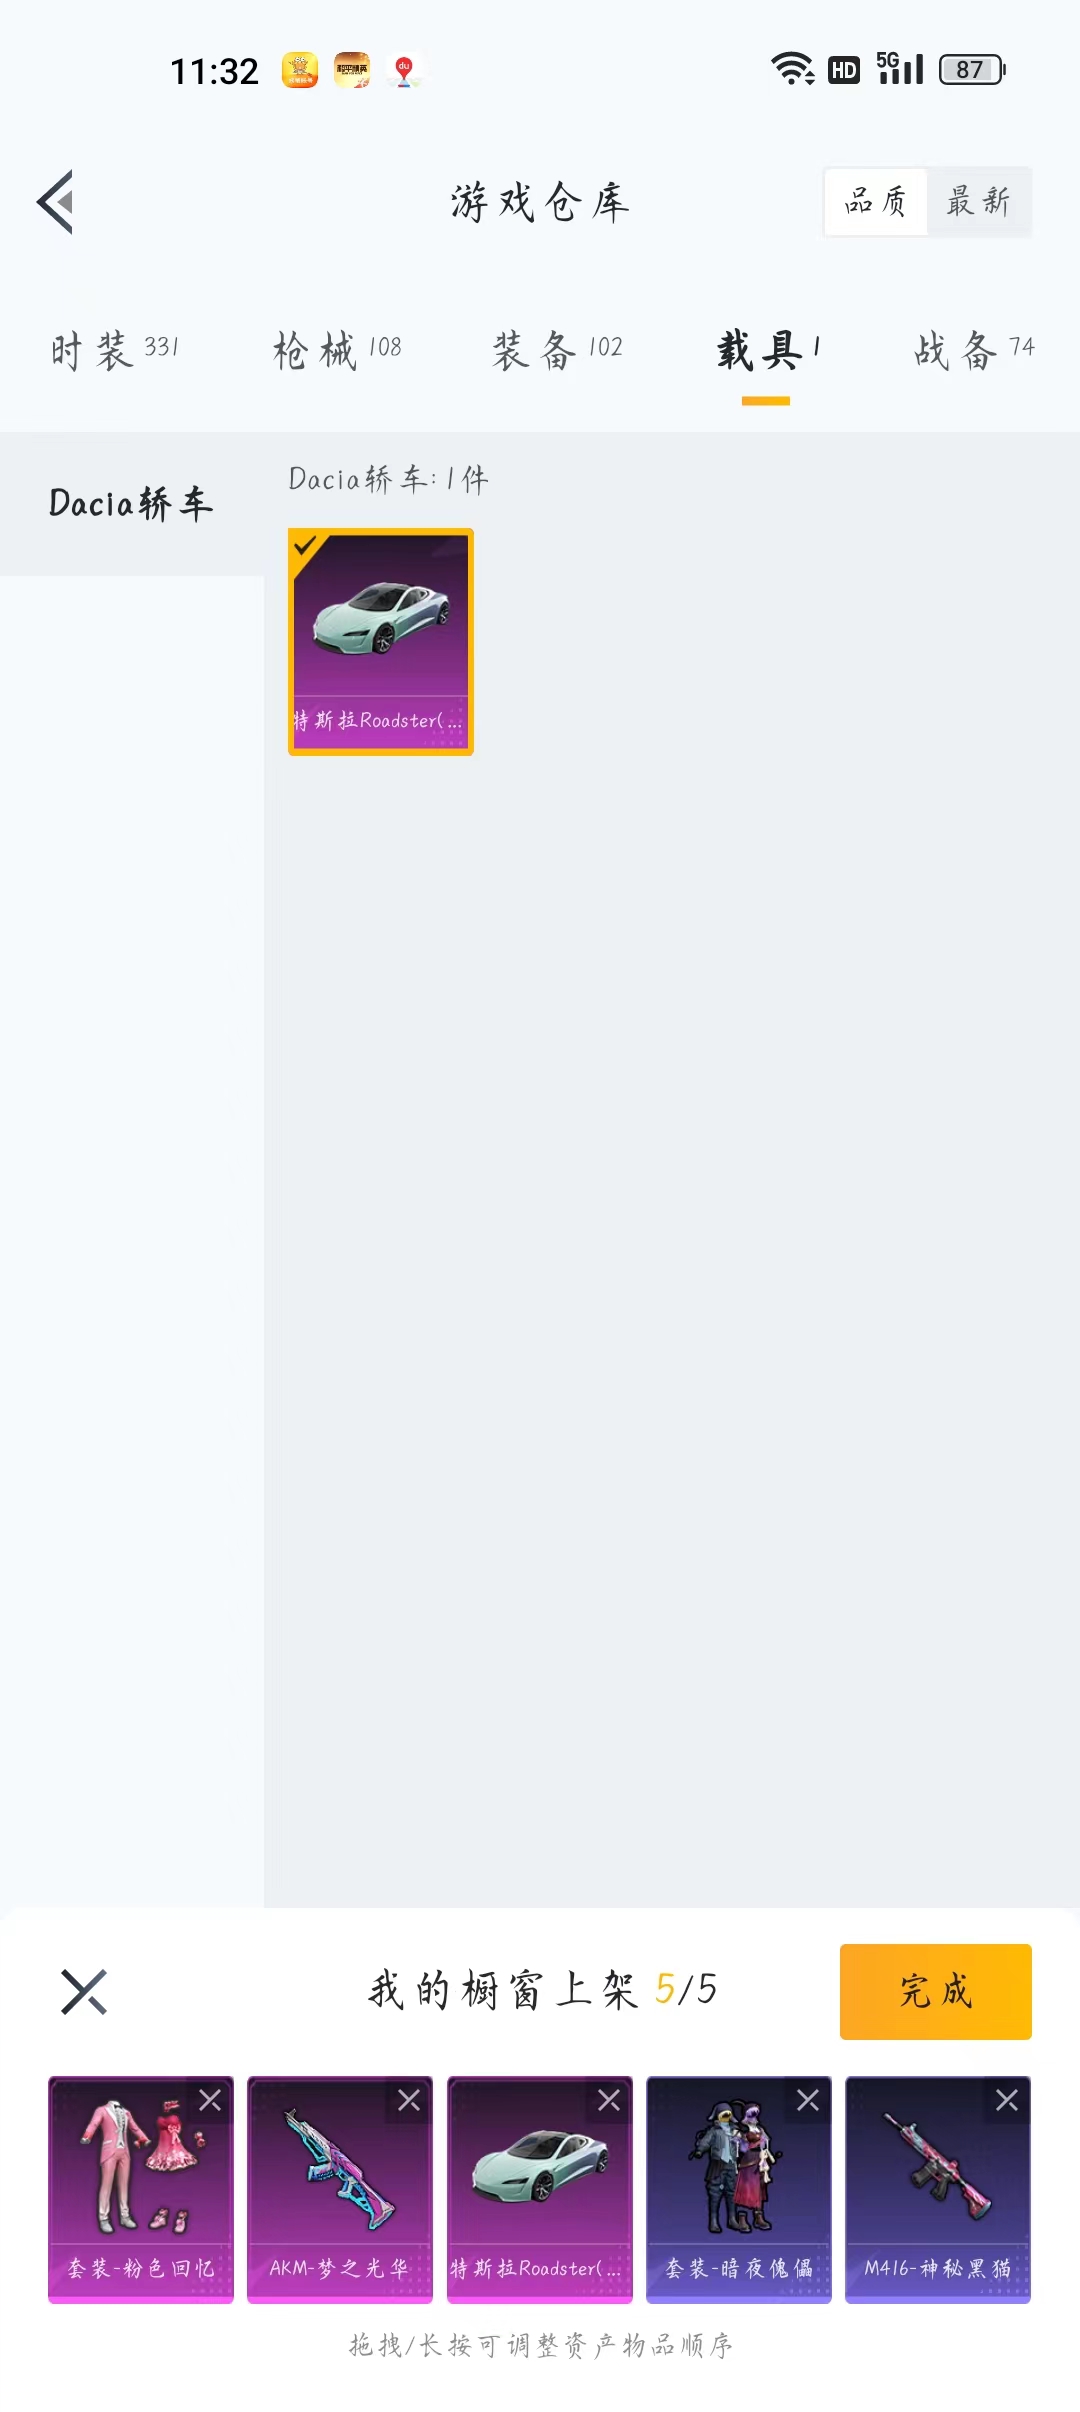 11:32 HD 5G 87
游戏仓库 品质 最新
时装 331 枪械 108 装备 102 载具 1 战备 74
Dacia轿车
Dacia轿车: 1件
特斯拉Roadster(...
我的橱窗上架 5/5 完成
套装-粉色回忆 AKM-梦之光华 特斯拉Roadster(... 套装-暗夜傀儡 M416-神秘黑猫
拖拽/长按可调整资产物品顺序